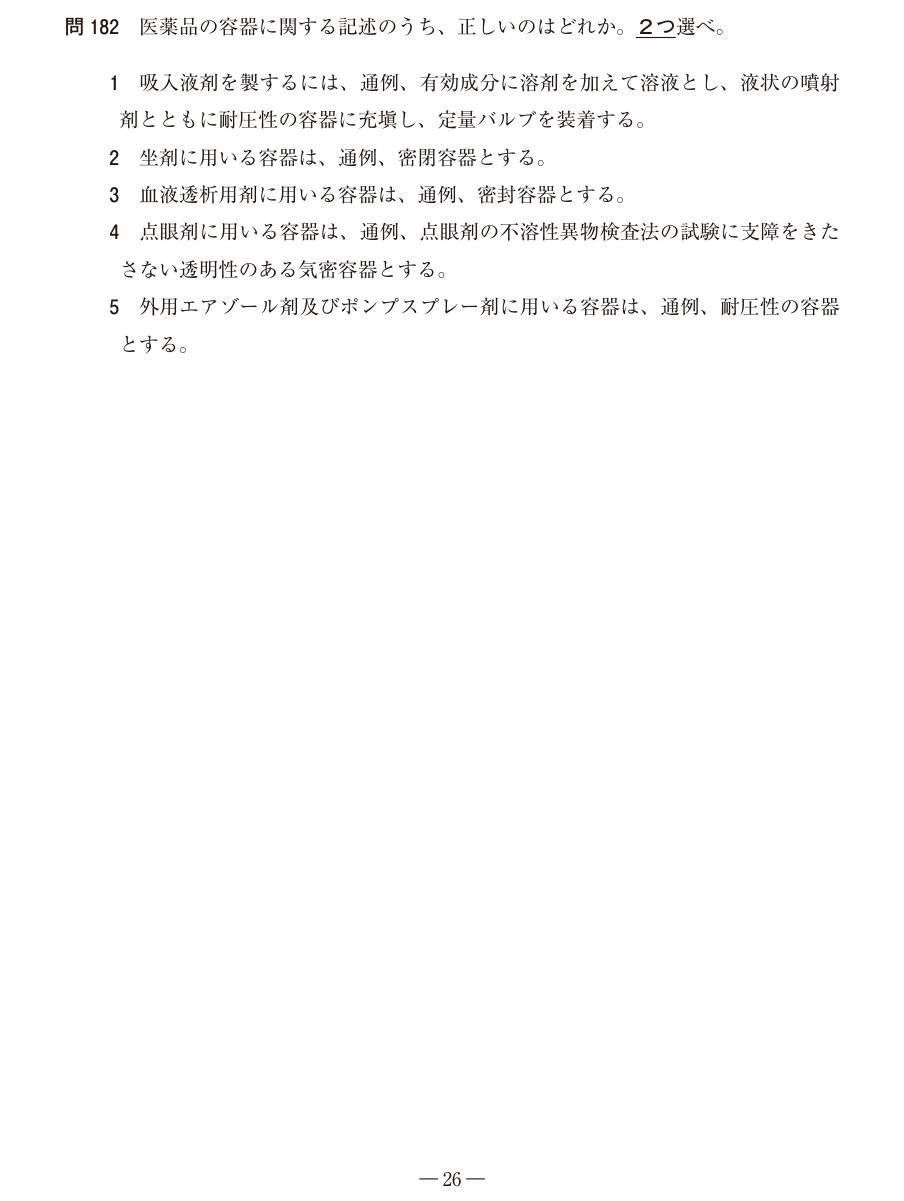 問 182 医薬品の容器に関する記述のうち、正しいのはどれか。２つ選べ。
1 吸入液剤を製するには、通例、有効成分に溶剤を加えて溶液とし、液状の噴射
剤とともに耐圧性の容器に充塡し、定量バルブを装着する。
2 坐剤に用いる容器は、通例、密閉容器とする。
3 血液透析用剤に用いる容器は、通例、密封容器とする。
4 点眼剤に用いる容器は、通例、点眼剤の不溶性異物検査法の試験に支障をきた
さない透明性のある気密容器とする。
5 外用エアゾール剤及びポンプスプレー剤に用いる容器は、通例、耐圧性の容器
とする。
― 26 ―